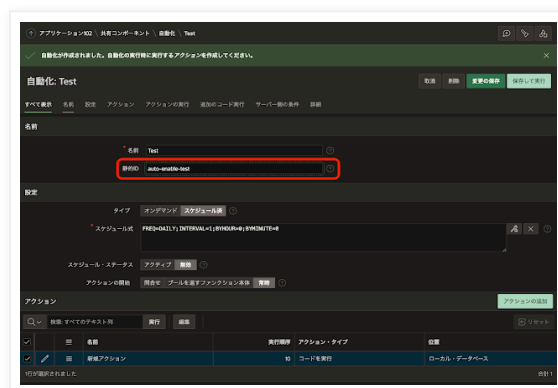 アプリケーション102 \ 共有コンポーネント \ 自動化 \ Test
自動化が作成されました。自動化の実行時に実行するアクションを作成してください。
自動化: Test
取消 削除 変更の保存 保存して実行
すべて表示 名前 設定 アクション アクションの実行 追加のコード実行 サーバー側の条件 詳細
名前
* 名前 Test
静的ID auto-enable-test
設定
タイプ オンデマンド スケジュール済
* スケジュール式 FREQ=DAILY;INTERVAL=1;BYHOUR=0;BYMINUTE=0
スケジュール・ステータス アクティブ 無効
アクションの開始 問合せ ブールを返すファンクション本体 常時
アクション
アクションの追加
検索: すべてのテキスト列 実行 編集 リセット
名前 実行順序 アクション・タイプ 位置
新規アクション 10 コードを実行 ローカル・データベース
1行が選択されました 合計1